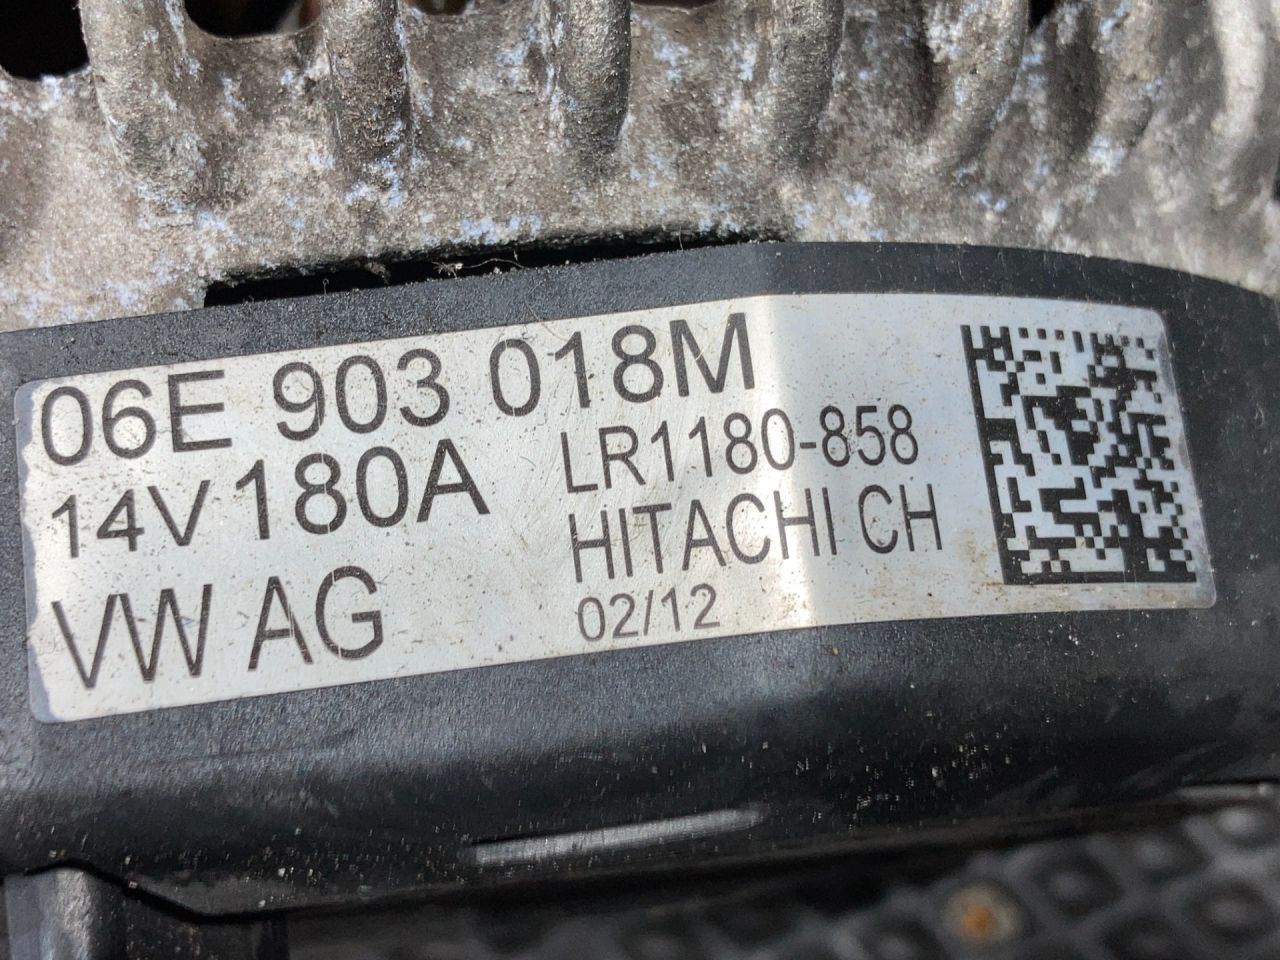 06E 903 018M
14V 180A LR1180-858
VW AG HITACHI CH
02/12